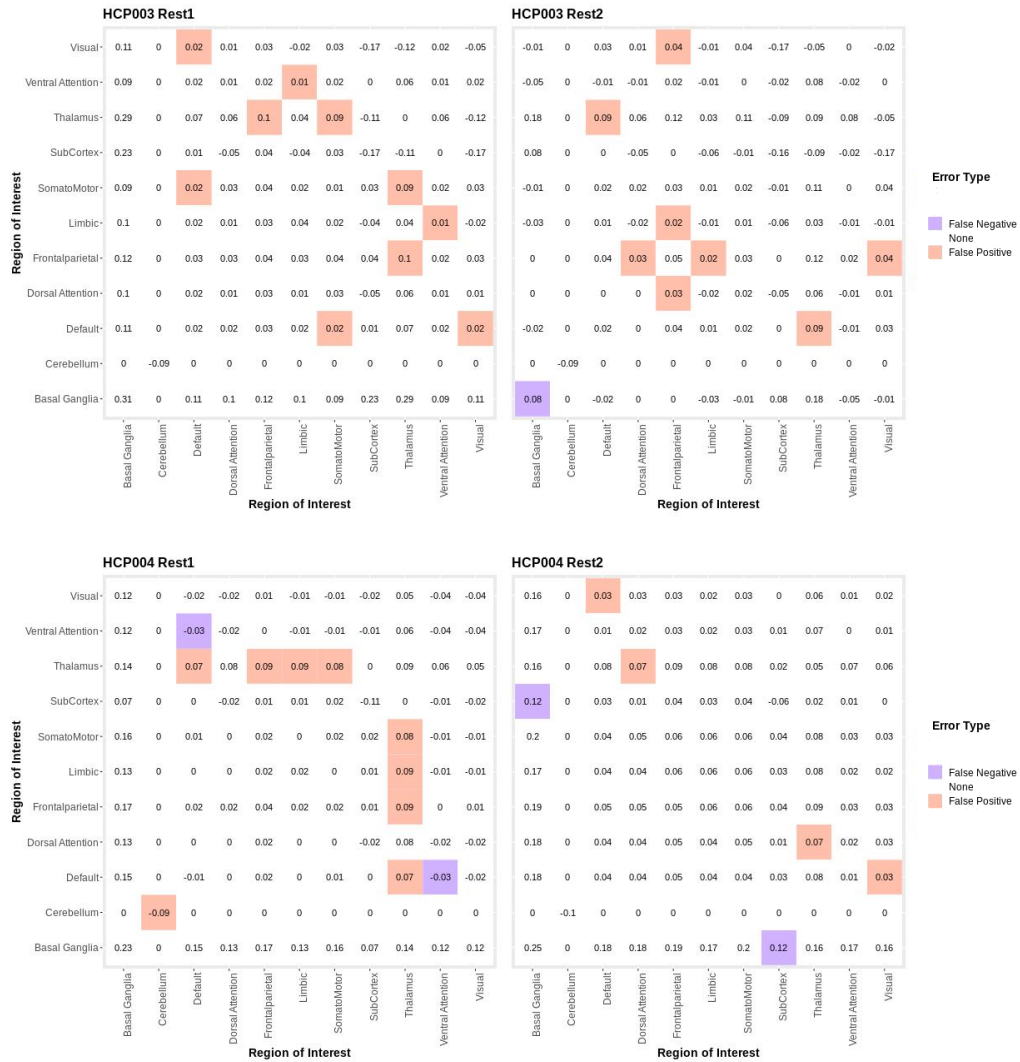 HCP003 Rest1
HCP003 Rest2
Region of Interest
Visual 0.11 0 0.02 0.01 0.03 -0.02 0.03 -0.17 -0.12 0.02 -0.05 -0.01 0 0.03 0.01 0.04 -0.01 0.04 -0.17 -0.05 0 -0.02
Ventral Attention 0.09 0 0.02 0.01 0.02 0.01 0.02 0 0.06 0.01 0.02 -0.05 0 -0.01 -0.01 0.02 -0.01 0 -0.02 0.08 -0.02 0
Thalamus 0.29 0 0.07 0.06 0.1 0.04 0.09 -0.11 0 0.06 -0.12 0.18 0 0.09 0.06 0.12 0.03 0.11 -0.09 0.09 0.08 -0.05
SubCortex 0.23 0 0.01 -0.05 0.04 -0.04 0.03 -0.17 -0.11 0 -0.17 0.08 0 0 -0.05 0 -0.06 -0.01 -0.16 -0.09 -0.02 -0.17
SomatoMotor 0.09 0 0.02 0.03 0.04 0.02 0.01 0.03 0.09 0.02 0.03 -0.01 0 0.02 0.02 0.03 0.01 0.02 -0.01 0.11 0 0.04
Limbic 0.1 0 0.02 0.01 0.03 0.04 0.02 -0.04 0.04 0.01 -0.02 -0.03 0 0.01 -0.02 0.02 -0.01 0.01 -0.06 0.03 -0.01 -0.01
Frontalparietal 0.12 0 0.03 0.03 0.04 0.03 0.04 0.04 0.1 0.02 0.03 0 0 0.04 0.03 0.05 0.02 0.03 0 0.12 0.02 0.04
Dorsal Attention 0.1 0 0.02 0.01 0.03 0.01 0.03 -0.05 0.06 0.01 0.01 0 0 0 0.01 0.03 -0.02 0.02 -0.05 0.06 -0.01 0.01
Default 0.11 0 0.02 0.02 0.03 0.02 0.02 0.01 0.07 0.02 0.02 -0.02 0 0.02 0 0.04 0.01 0.02 0 0.09 -0.01 0.03
Cerebellum 0 -0.09 0 0 0 0 0 0 0 0 0 0 -0.09 0 0 0 0 0 0 0 0 0
Basal Ganglia 0.31 0 0.11 0.1 0.12 0.1 0.09 0.23 0.29 0.09 0.11 0.08 0 -0.02 0 0 -0.03 -0.01 0.08 0.18 -0.05 -0.01
Basal Ganglia Cerebellum Default Dorsal Attention Frontalparietal Limbic SomatoMotor SubCortex Thalamus Ventral Attention Visual
Basal Ganglia Cerebellum Default Dorsal Attention Frontalparietal Limbic SomatoMotor SubCortex Thalamus Ventral Attention Visual
Region of Interest
Region of Interest
Error Type
False Negative
None
False Positive
HCP004 Rest1
HCP004 Rest2
Region of Interest
Visual 0.12 0 -0.02 -0.02 0.01 -0.01 -0.01 -0.02 0.05 -0.04 -0.04 0.16 0 0.03 0.03 0.03 0.02 0.03 0 0.06 0.01 0.02
Ventral Attention 0.12 0 -0.03 -0.02 0 -0.01 -0.01 -0.01 0.06 -0.04 -0.04 0.17 0 0.01 0.02 0.03 0.02 0.03 0.01 0.07 0 0.01
Thalamus 0.14 0 0.07 0.08 0.09 0.09 0.08 0 0.09 0.06 0.05 0.16 0 0.08 0.07 0.09 0.08 0.08 0.02 0.05 0.07 0.06
SubCortex 0.07 0 0 -0.02 0.01 0.01 0.02 -0.11 0 -0.01 -0.02 0.12 0 0.03 0.01 0.04 0.03 0.04 -0.06 0.02 0.01 0
SomatoMotor 0.16 0 0.01 0 0.02 0 0.02 0.02 0.08 -0.01 -0.01 0.2 0 0.04 0.05 0.06 0.06 0.06 0.04 0.08 0.03 0.03
Limbic 0.13 0 0 0 0.02 0.02 0 0.01 0.09 -0.01 -0.01 0.17 0 0.04 0.04 0.06 0.06 0.06 0.03 0.08 0.02 0.02
Frontalparietal 0.17 0 0.02 0.02 0.04 0.02 0.02 0.01 0.09 0 0.01 0.19 0 0.05 0.05 0.05 0.06 0.06 0.04 0.09 0.03 0.03
Dorsal Attention 0.13 0 0 0 0.02 0 0 -0.02 0.08 -0.02 -0.02 0.18 0 0.04 0.04 0.05 0.04 0.05 0.01 0.07 0.02 0.03
Default 0.15 0 -0.01 0 0.02 0 0.01 0 0.07 -0.03 -0.02 0.18 0 0.04 0.04 0.05 0.04 0.04 0.03 0.08 0.01 0.03
Cerebellum 0 -0.09 0 0 0 0 0 0 0 0 0 0 -0.1 0 0 0 0 0 0 0 0 0
Basal Ganglia 0.23 0 0.15 0.13 0.17 0.13 0.16 0.07 0.14 0.12 0.12 0.25 0 0.18 0.18 0.19 0.17 0.2 0.12 0.16 0.17 0.16
Basal Ganglia Cerebellum Default Dorsal Attention Frontalparietal Limbic SomatoMotor SubCortex Thalamus Ventral Attention Visual
Basal Ganglia Cerebellum Default Dorsal Attention Frontalparietal Limbic SomatoMotor SubCortex Thalamus Ventral Attention Visual
Region of Interest
Region of Interest
Error Type
False Negative
None
False Positive